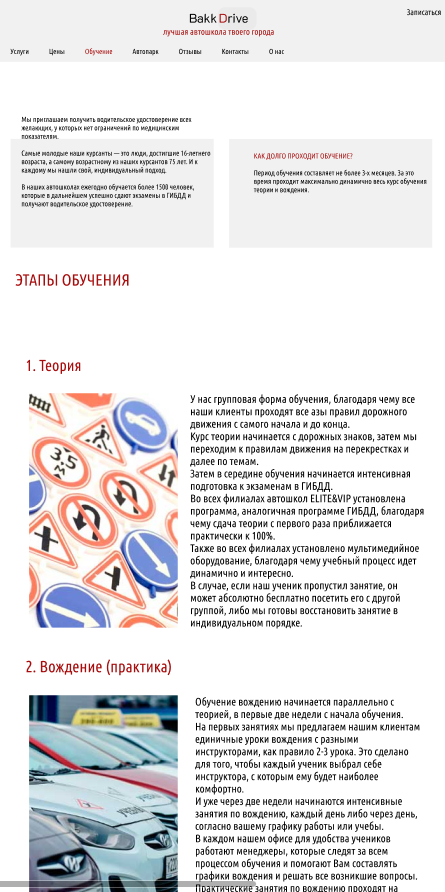 Записаться
Bakk Drive
лучшая автошкола твоего города
Услуги Цены Обучение Автопарк Отзывы Контакты О нас
Мы приглашаем получить водительское удостоверение всех
желающих, у которых нет ограничений по медицинским
показателям.
Самые молодые наши курсанты — это люди, достигшие 16-летнего
возраста, а самому возрастному из наших курсантов 75 лет. И к
каждому мы нашли свой, индивидуальный подход.
В наших автошколах ежегодно обучается более 1500 человек,
которые в дальнейшем успешно сдают экзамены в ГИБДД и
получают водительское удостоверение.
КАК ДОЛГО ПРОХОДИТ ОБУЧЕНИЕ?
Период обучения составляет не более 3-х месяцев. За это
время проходит максимально динамично весь курс обучения
теории и вождения.
ЭТАПЫ ОБУЧЕНИЯ
1. Теория
У нас групповая форма обучения, благодаря чему все
наши клиенты проходят все азы правил дорожного
движения с самого начала и до конца.
Курс теории начинается с дорожных знаков, затем мы
переходим к правилам движения на перекрестках и
далее по темам.
Затем в середине обучения начинается интенсивная
подготовка к экзаменам в ГИБДД.
Во всех филиалах автошкол ELITE&VIP установлена
программа, аналогичная программе ГИБДД, благодаря
чему сдача теории с первого раза приближается
практически к 100%.
Также во всех филиалах установлено мультимедийное
оборудование, благодаря чему учебный процесс идет
динамично и интересно.
В случае, если наш ученик пропустил занятие, он
может абсолютно бесплатно посетить его с другой
группой, либо мы готовы восстановить занятие в
индивидуальном порядке.
35
2. Вождение (практика)
Обучение вождению начинается параллельно с
теорией, в первые две недели с начала обучения.
На первых занятиях мы предлагаем нашим клиентам
единичные уроки вождения с разными
инструкторами, как правило 2-3 урока. Это сделано
для того, чтобы каждый ученик выбрал себе
инструктора, с которым ему будет наиболее
комфортно.
И уже через две недели начинаются интенсивные
занятия по вождению, каждый день либо через день,
согласно вашему графику работы или учебы.
В каждом нашем офисе для удобства учеников
работают менеджеры, которые следят за всем
процессом обучения и помогают Вам составлять
графики вождения и решать все возникшие вопросы.
Практические занятия по вождению проходят на